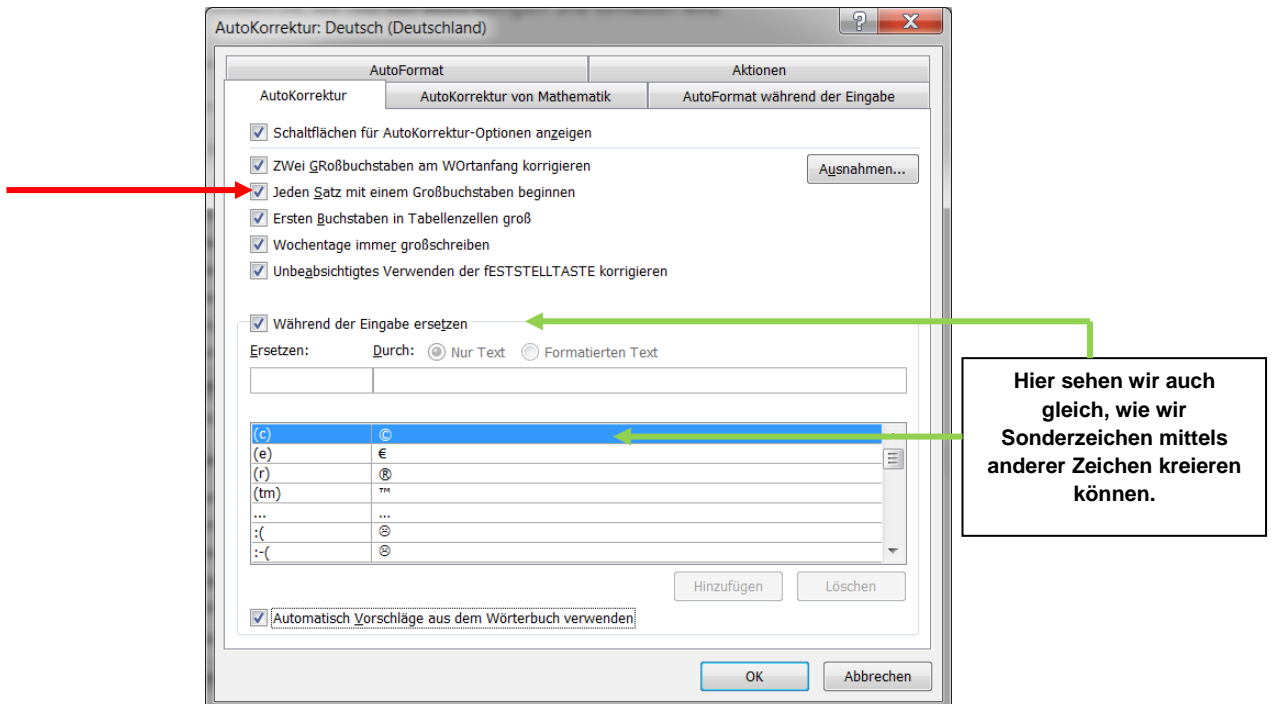 AutoKorrektur: Deutsch (Deutschland)
AutoFormat
Aktionen
AutoKorrektur
AutoKorrektur von Mathematik
AutoFormat während der Eingabe
Schaltflächen für AutoKorrektur-Optionen anzeigen
ZWei GRoßbuchstaben am WOrtanfang korrigieren
Ausnahmen...
Jeden Satz mit einem Großbuchstaben beginnen
Ersten Buchstaben in Tabellenzellen groß
Wochentage immer großschreiben
Unbeabsichtigtes Verwenden der fESTSTELLTASTE korrigieren
Während der Eingabe ersetzen
Ersetzen: Durch: Nur Text Formatierten Text
(c) ©
(e) €
(r) ®
(tm) ™
... ...
:( ☹
:-( ☹
Hinzufügen
Löschen
Automatisch Vorschläge aus dem Wörterbuch verwenden
OK
Abbrechen
Hier sehen wir auch
gleich, wie wir
Sonderzeichen mittels
anderer Zeichen kreieren
können.